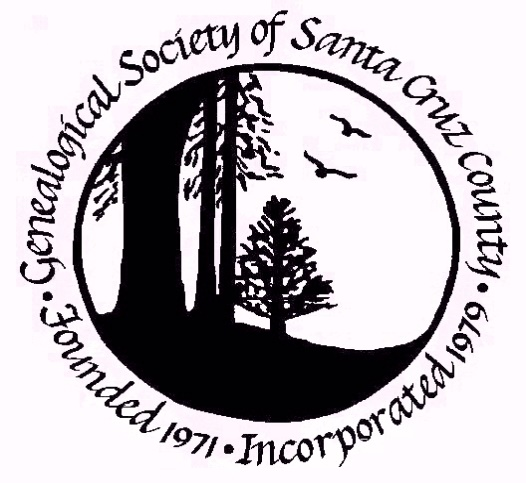 Genealogical Society of Santa Cruz County
• Founded 1971 • Incorporated 1979 •